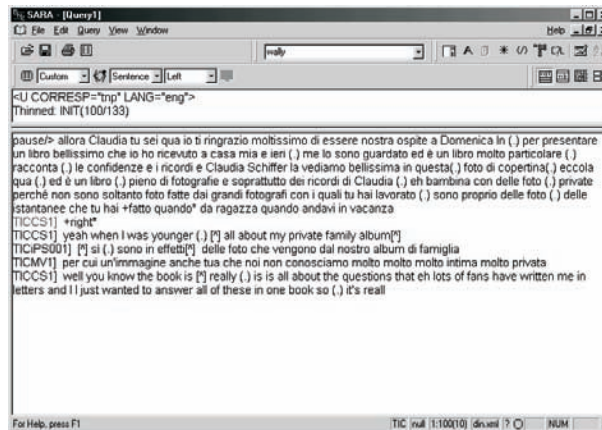 SARA - [Query1]
File Edit Query View Window Help
wally
Custom Sentence Left
<U CORRESP="tnp" LANG="eng">
Thinned: INIT(100/133)
pause/> allora Claudia tu sei qua io ti ringrazio moltissimo di essere nostra ospite a Domenica In (.) per presentare
un libro bellissimo che io ho ricevuto a casa mia e ieri (.) me lo sono guardato ed è un libro molto particolare (.)
racconta (.) le confidenze e i ricordi e Claudia Schiffer la vediamo bellissima in questa(.) foto di copertina(.) eccola
qua (.) ed è un libro (.) pieno di fotografie e soprattutto dei ricordi di Claudia (.) eh bambina con delle foto (.) private
perché non sono soltanto foto fatte dai grandi fotografi con i quali tu hai lavorato (.) sono proprio delle foto (.) delle
istantanee che tu hai +fatto quando* da ragazza quando andavi in vacanza
TICCS1] +right*
TICCS1] yeah when I was younger (.) [^] all about my private family album[^]
TICiPS001] [^] si (.) sono in effetti[^] delle foto che vengono dal nostro album di famiglia
TICMV1] per cui un'immagine anche tua che noi non conosciamo molto molto molto intima molto privata
TICCS1] well you know the book is [^] really (.) is is all about the questions that eh lots of fans have written me in
letters and I I just wanted to answer all of these in one book so (.) it's reall
For Help, press F1 TIC null 1:100(10) din.xml ? NUM